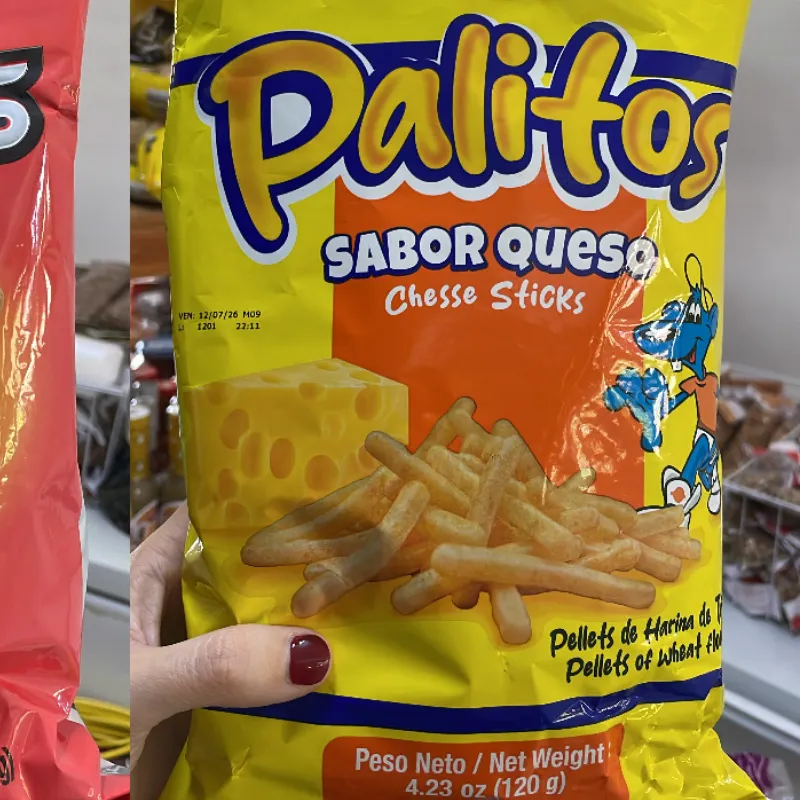 Palitos
SABOR QUESO
Chesse Sticks
VEN: 12/07/26 M09
1201 22:11
Pellets de Harina de
Pellets of wheat
Peso Neto / Net Weight
4.23 oz (120 g)
g)